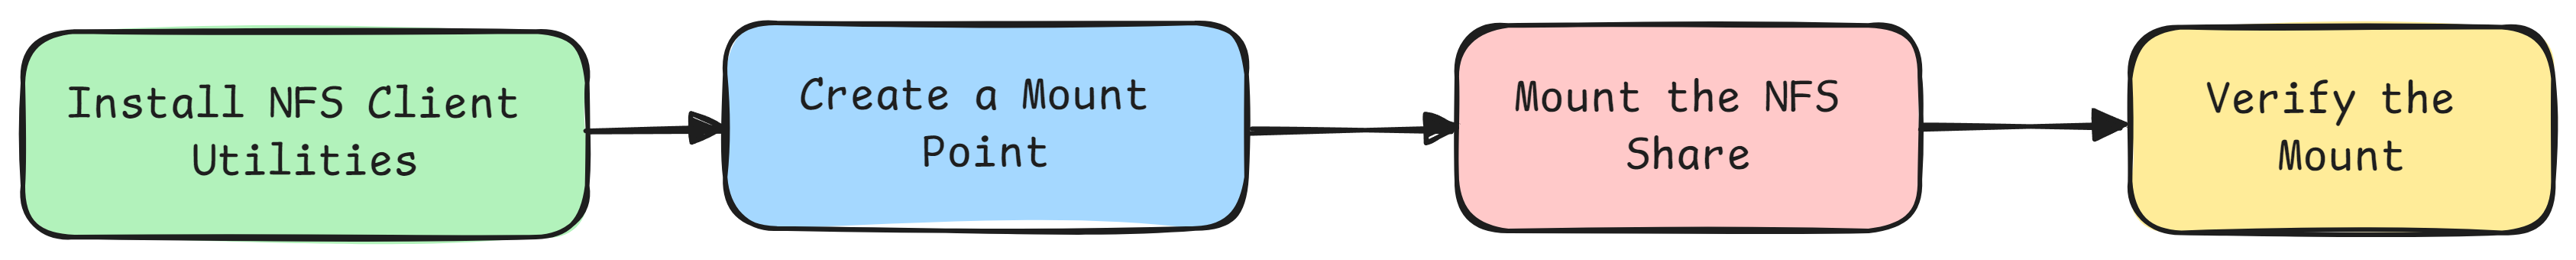 Install NFS Client
Utilities
Create a Mount
Point
Mount the NFS
Share
Verify the
Mount